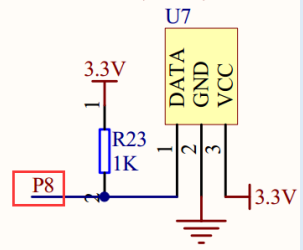 U7
3.3V
DATA
GND
VCC
1
R23
1K
1
2
3
P8
2
3.3V